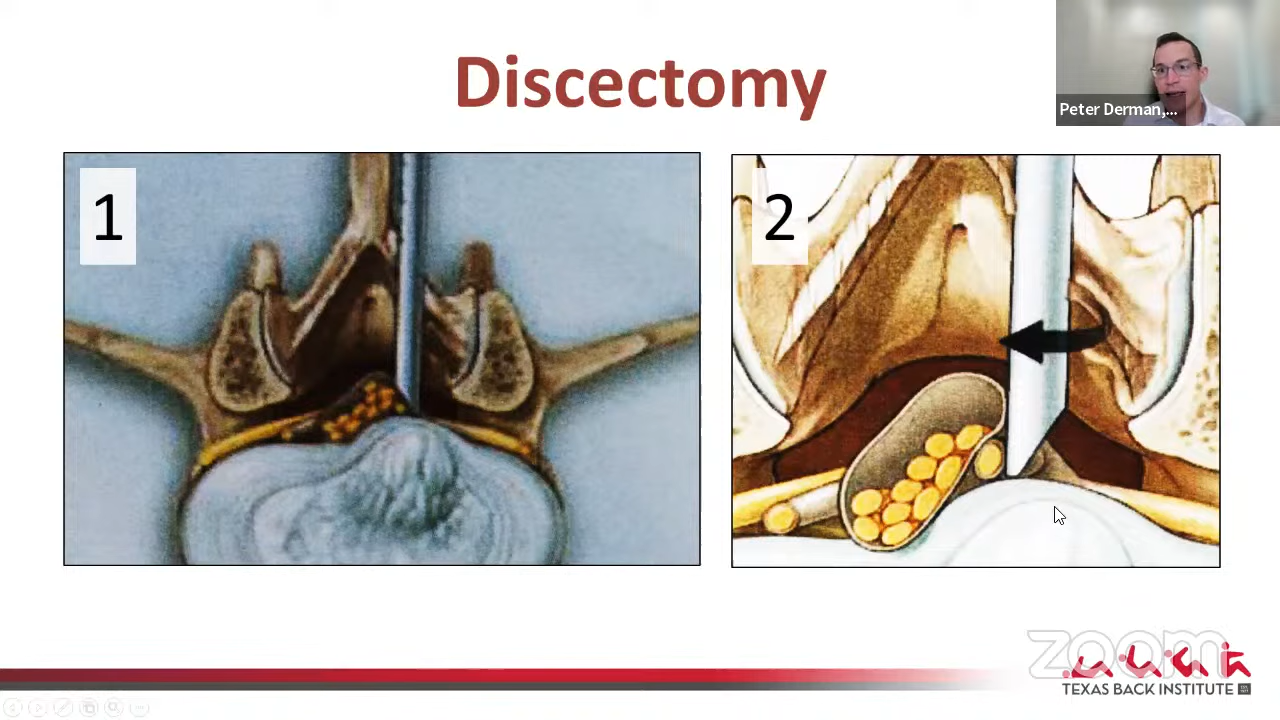 Discectomy
Peter Derman,...
1
2
zoom
TEXAS BACK INSTITUTE